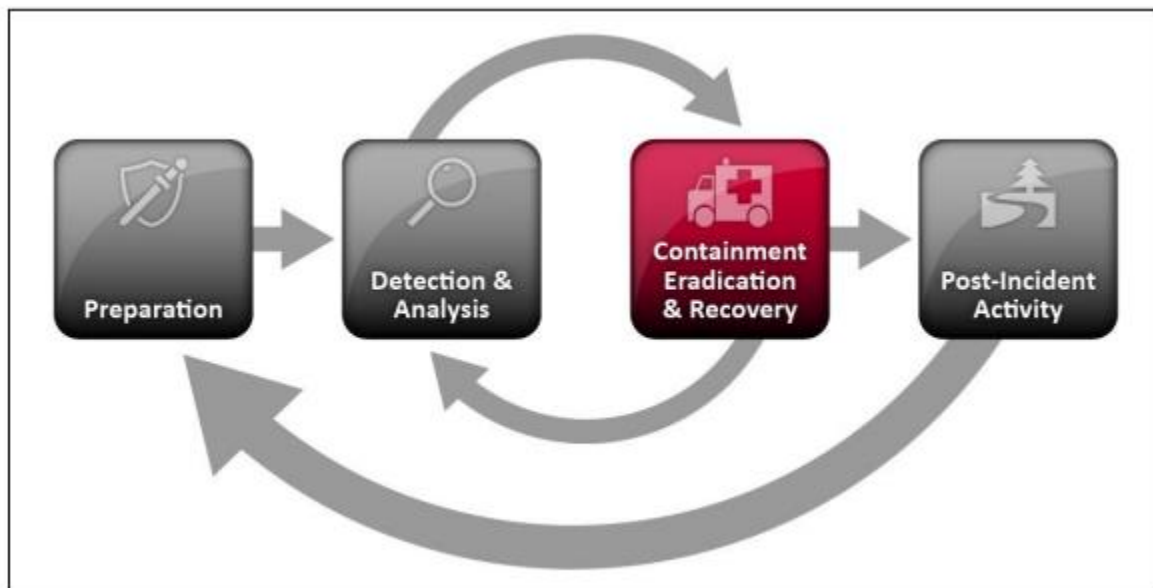 Preparation
Detection &
Analysis
Containment
Eradication
& Recovery
Post-Incident
Activity